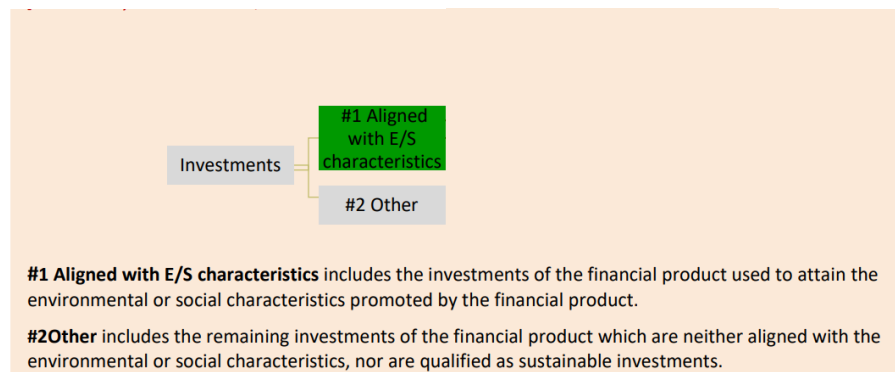 #1 Aligned
with E/S
characteristics
Investments
#2 Other
#1 Aligned with E/S characteristics includes the investments of the financial product used to attain the
environmental or social characteristics promoted by the financial product.
#2Other includes the remaining investments of the financial product which are neither aligned with the
environmental or social characteristics, nor are qualified as sustainable investments.